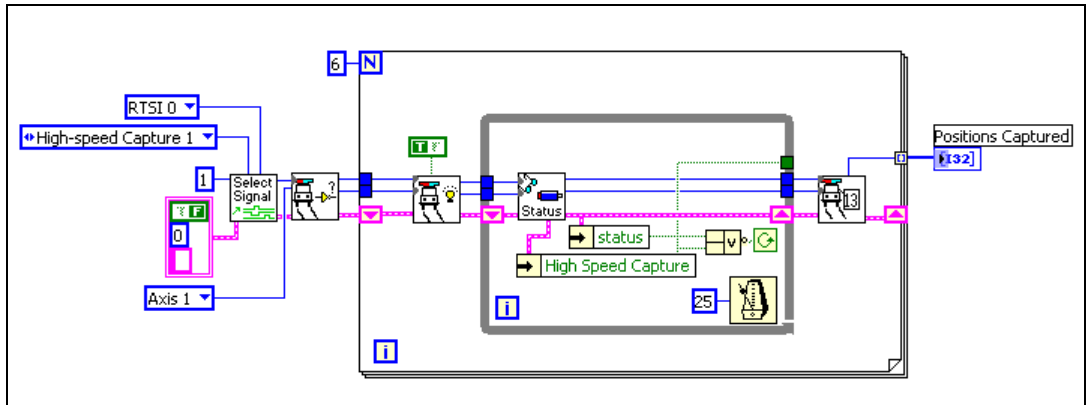 6
N
RTSI 0
High-speed Capture 1
1
Select
Signal
?
T
F
0
Axis 1
T
Status
status
High Speed Capture
v
25
i
i
13
Positions Captured
[I32]